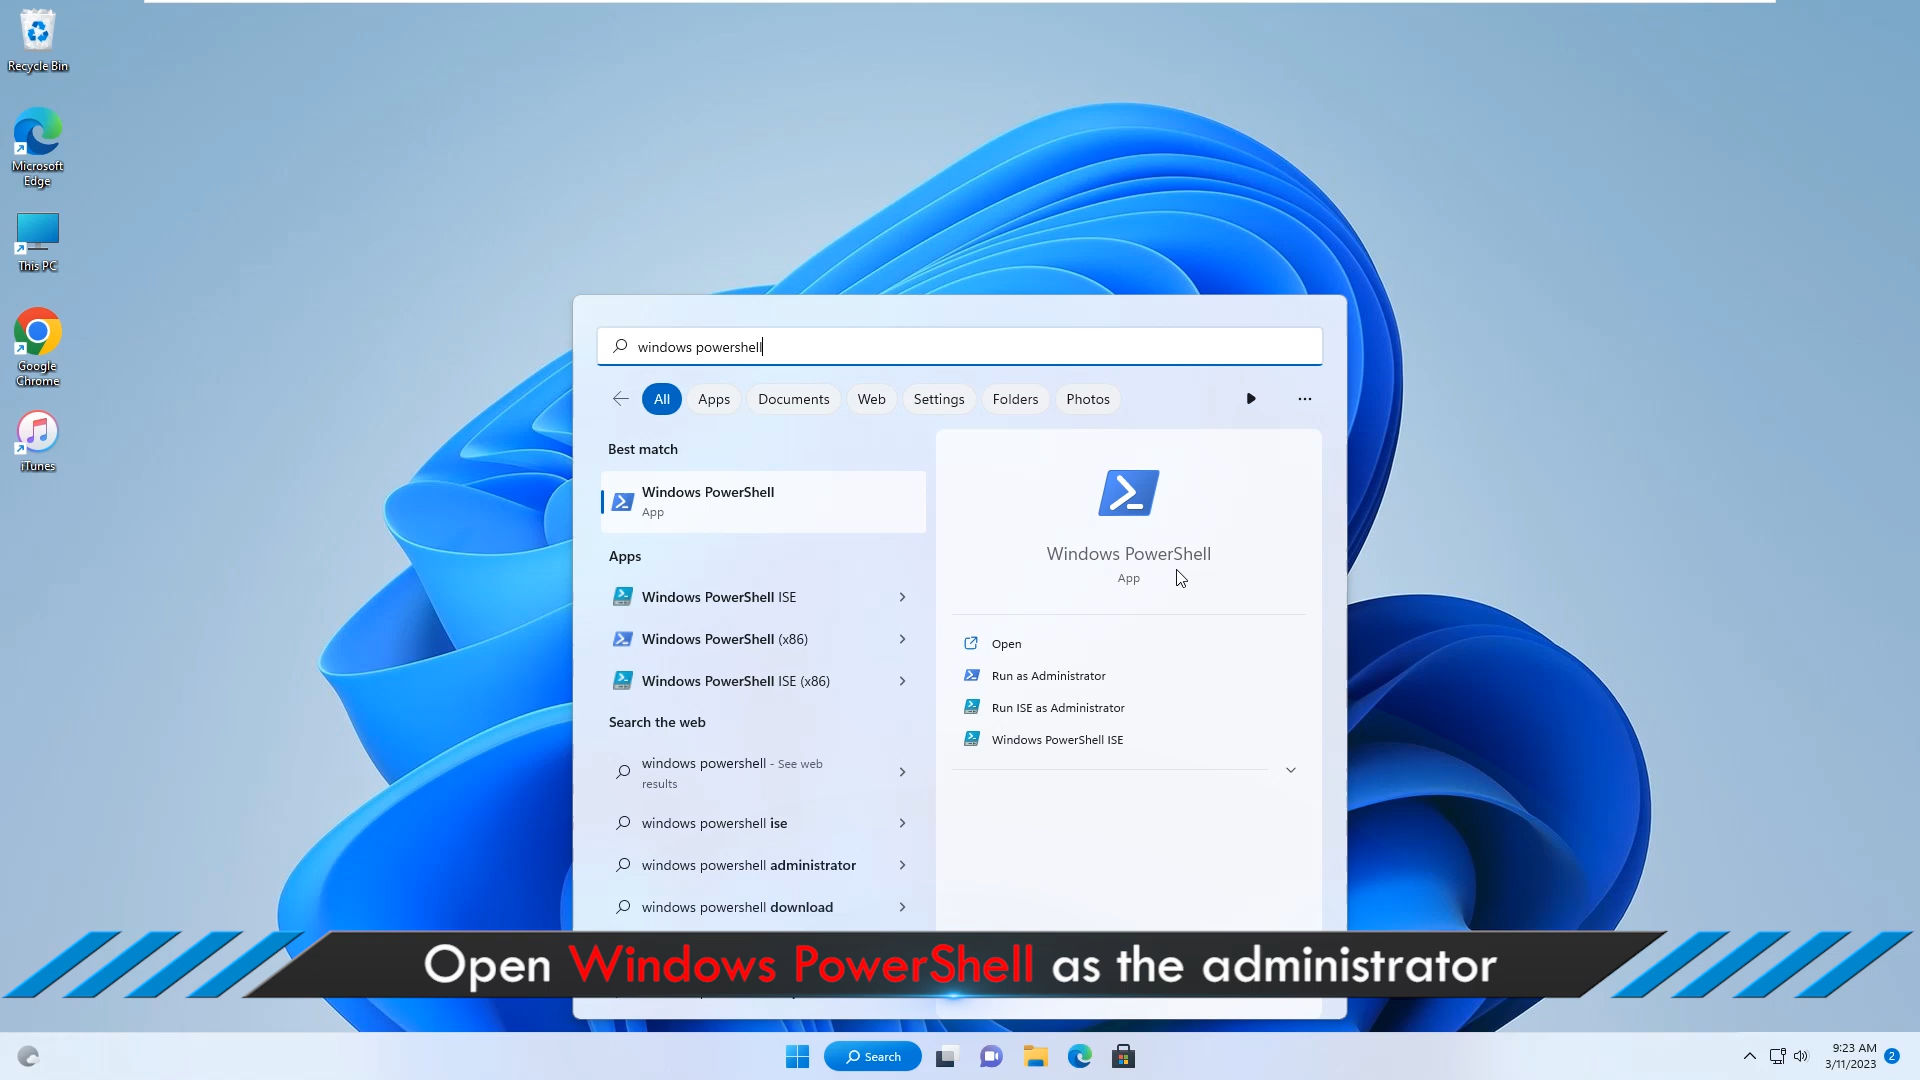 Recycle Bin
Microsoft
Edge
This PC
Google
Chrome
iTunes
windows powershell
All
Apps
Documents
Web
Settings
Folders
Photos
Best match
Windows PowerShell
App
Apps
Windows PowerShell ISE
Windows PowerShell (x86)
Windows PowerShell ISE (x86)
Search the web
windows powershell - See web
results
windows powershell ise
windows powershell administrator
windows powershell download
Windows PowerShell
App
Open
Run as Administrator
Run ISE as Administrator
Windows PowerShell ISE
Open Windows PowerShell as the administrator
Search
9:23 AM
3/11/2023
2